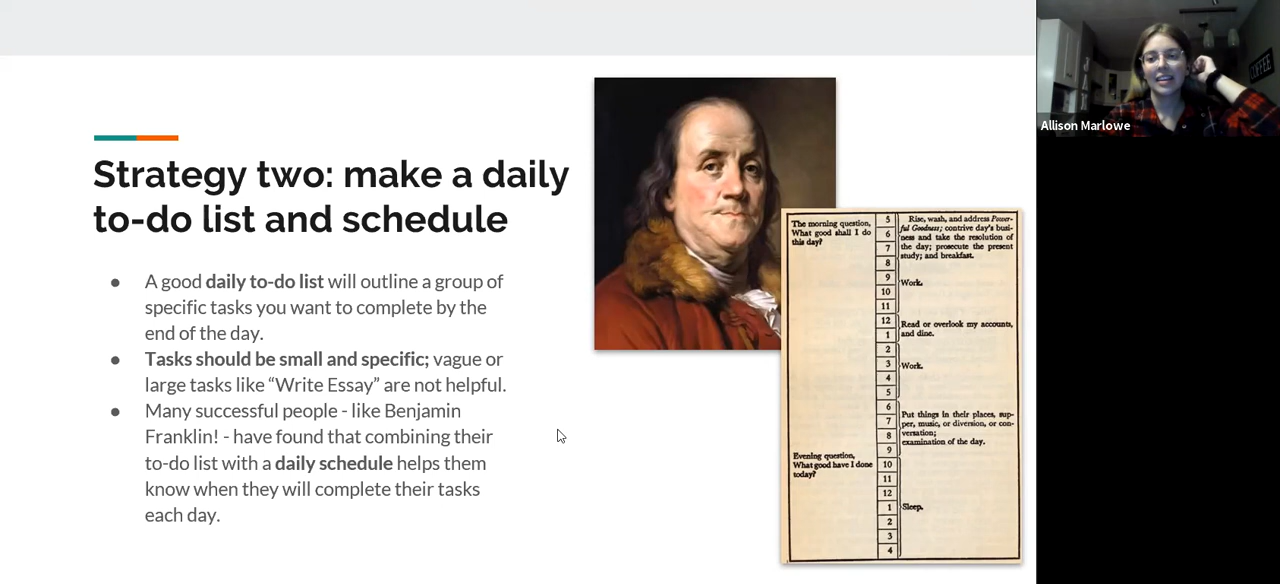 Strategy two: make a daily
to-do list and schedule
● A good daily to-do list will outline a group of
specific tasks you want to complete by the
end of the day.
● Tasks should be small and specific; vague or
large tasks like “Write Essay” are not helpful.
● Many successful people - like Benjamin
Franklin! - have found that combining their
to-do list with a daily schedule helps them
know when they will complete their tasks
each day.
The morning question,
What good shall I do
this day?
Evening question,
What good have I done
today?
5
6
7
8
9
10
11
12
1
2
3
4
5
6
7
8
9
10
11
12
1
2
3
4
Rise, wash, and address Power-
ful Goodness; contrive day's busi-
ness and take the resolution of
the day; prosecute the present
study; and breakfast.
Work.
Read or overlook my accounts,
and dine.
Work.
Put things in their places, sup-
per, music, or diversion, or con-
versation;
examination of the day.
Sleep.
COFFEE
Allison Marlowe